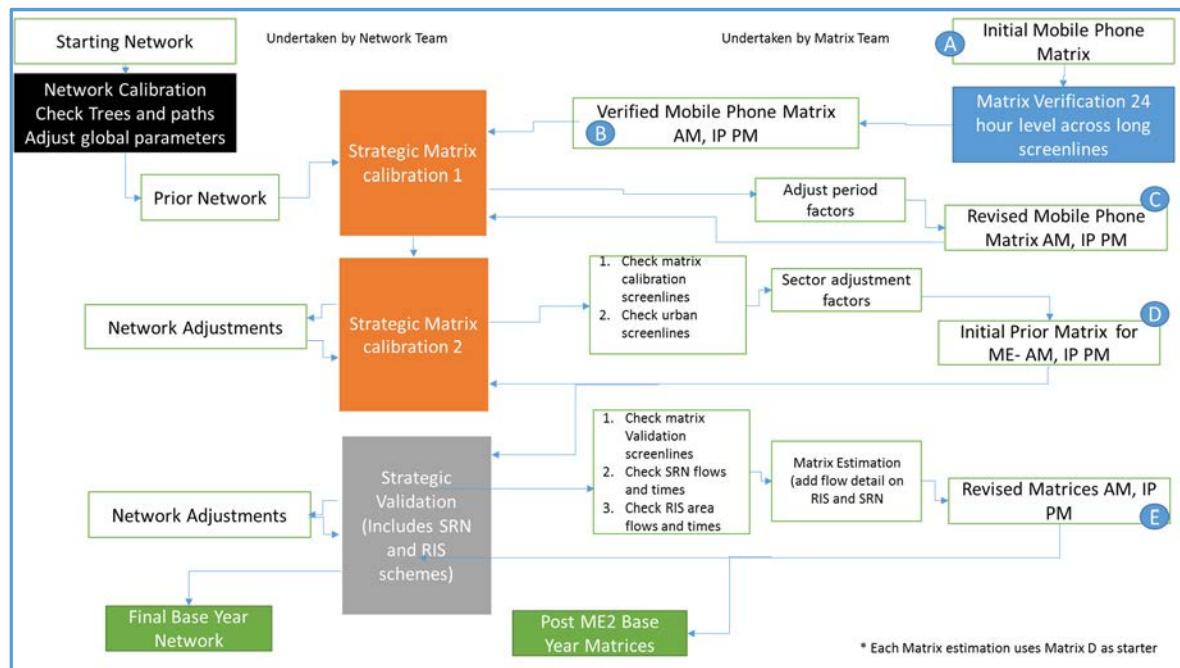 Starting Network
Undertaken by Network Team
Undertaken by Matrix Team
A
Initial Mobile Phone
Matrix
Network Calibration
Check Trees and paths
Adjust global parameters
Strategic Matrix
calibration 1
Verified Mobile Phone Matrix
AM, IP PM
B
Matrix Verification 24
hour level across long
screenlines
Prior Network
Adjust period
factors
C
Revised Mobile Phone
Matrix AM, IP PM
Network Adjustments
Strategic Matrix
calibration 2
1. Check matrix
calibration
screenlines
2. Check urban
screenlines
Sector adjustment
factors
D
Initial Prior Matrix for
ME- AM, IP PM
Network Adjustments
Strategic
Validation
(Includes SRN
and RIS
schemes)
1. Check matrix
Validation
screenlines
2. Check SRN flows
and times
3. Check RIS area
flows and times
Matrix Estimation
(add flow detail on
RIS and SRN
Revised Matrices AM, IP
PM
E
Final Base Year
Network
Post ME2 Base
Year Matrices
* Each Matrix estimation uses Matrix D as starter